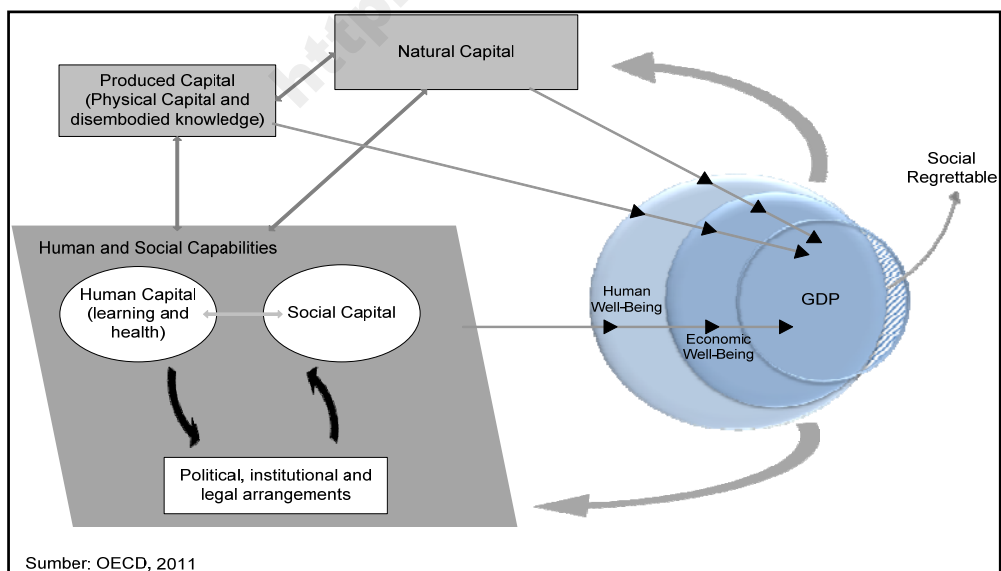 Natural Capital
Produced Capital
(Physical Capital and
disembodied knowledge)
Social
Regrettable
Human and Social Capabilities
Human Capital
(learning and
health)
Social Capital
Human
Well-Being
GDP
Economic
Well-Being
Political, institutional and
legal arrangements
Sumber: OECD, 2011
http